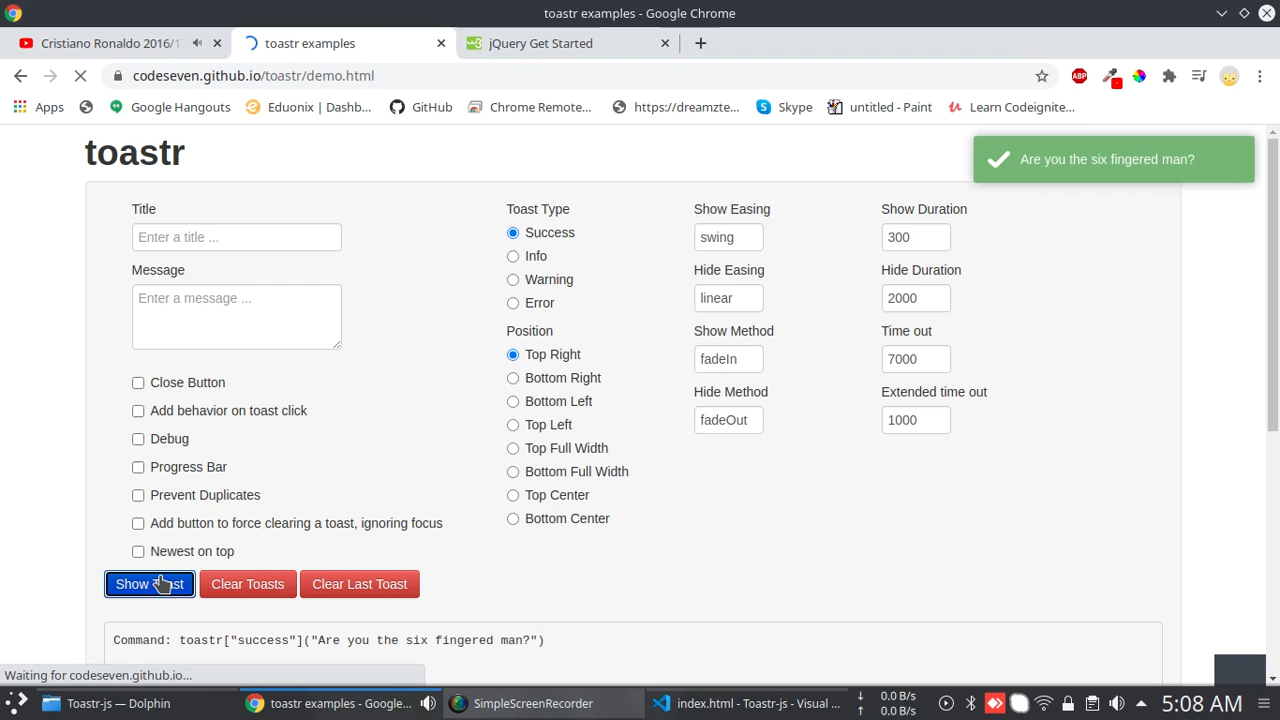 toastr examples - Google Chrome
Cristiano Ronaldo 2016/1
toastr examples
jQuery Get Started
codeseven.github.io/toastr/demo.html
ABP
Apps
Google Hangouts
Eduonix | Dashb...
GitHub
Chrome Remote...
https://dreamzte...
Skype
untitled - Paint
Learn Codeignite...
toastr
Are you the six fingered man?
Title
Enter a title ...
Message
Enter a message ...
Close Button
Add behavior on toast click
Debug
Progress Bar
Prevent Duplicates
Add button to force clearing a toast, ignoring focus
Newest on top
Toast Type
Success
Info
Warning
Error
Position
Top Right
Bottom Right
Bottom Left
Top Left
Top Full Width
Bottom Full Width
Top Center
Bottom Center
Show Easing
swing
Hide Easing
linear
Show Method
fadeIn
Hide Method
fadeOut
Show Duration
300
Hide Duration
2000
Time out
7000
Extended time out
1000
Show Toast
Clear Toasts
Clear Last Toast
Command: toastr["success"]("Are you the six fingered man?")
Waiting for codeseven.github.io...
Toastr-js — Dolphin
toastr examples - Google...
SimpleScreenRecorder
index.html - Toastr-js - Visual ...
0.0 B/s
0.0 B/s
5:08 AM